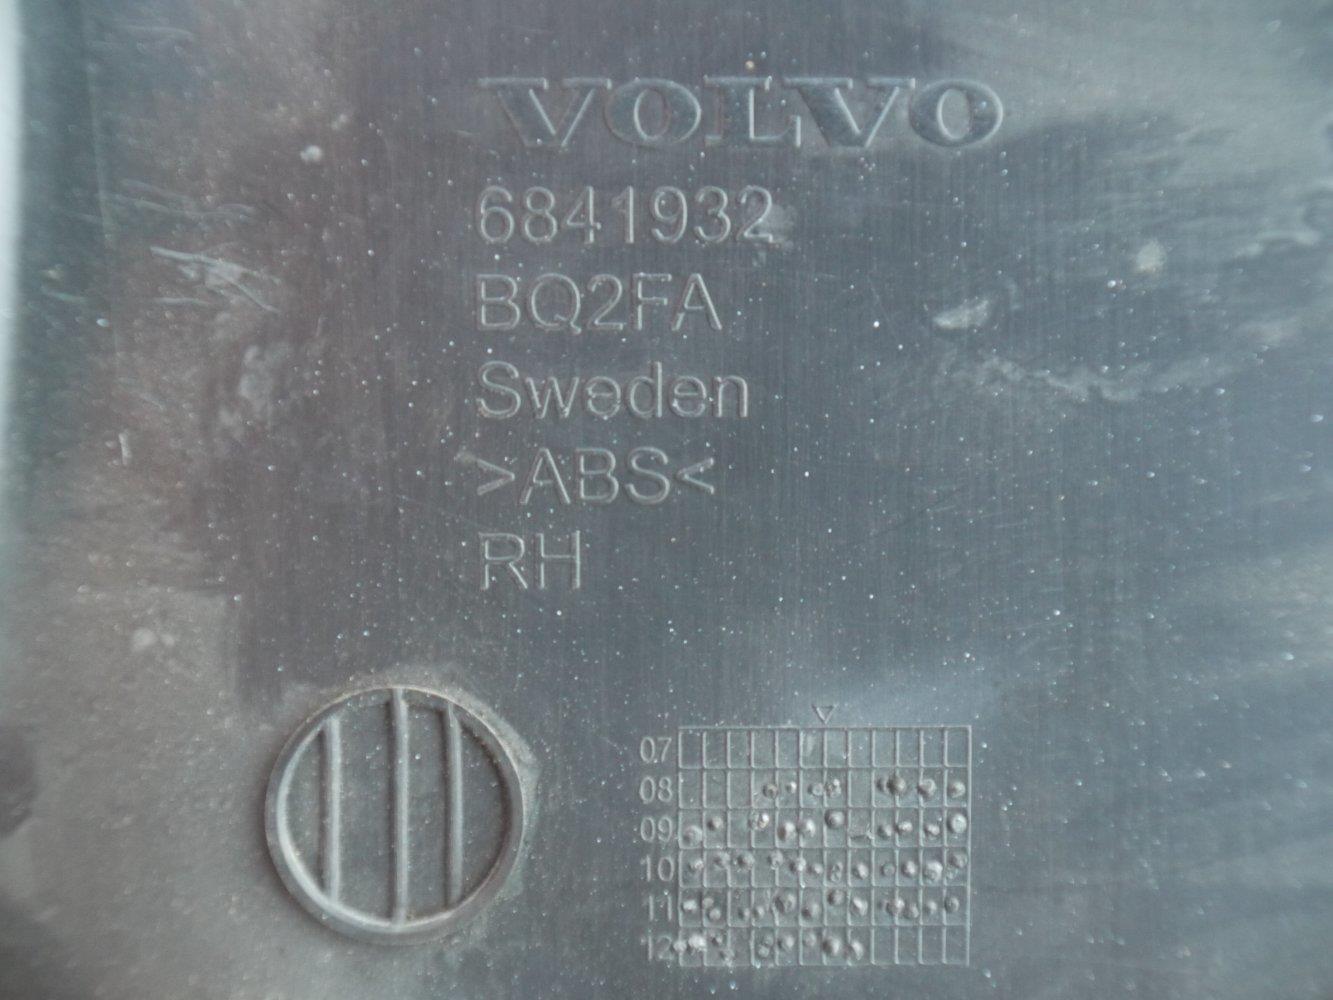 VOLVO
6841932
BQ2FA
Sweden
>ABS<
RH
07
08
09
10
11
12